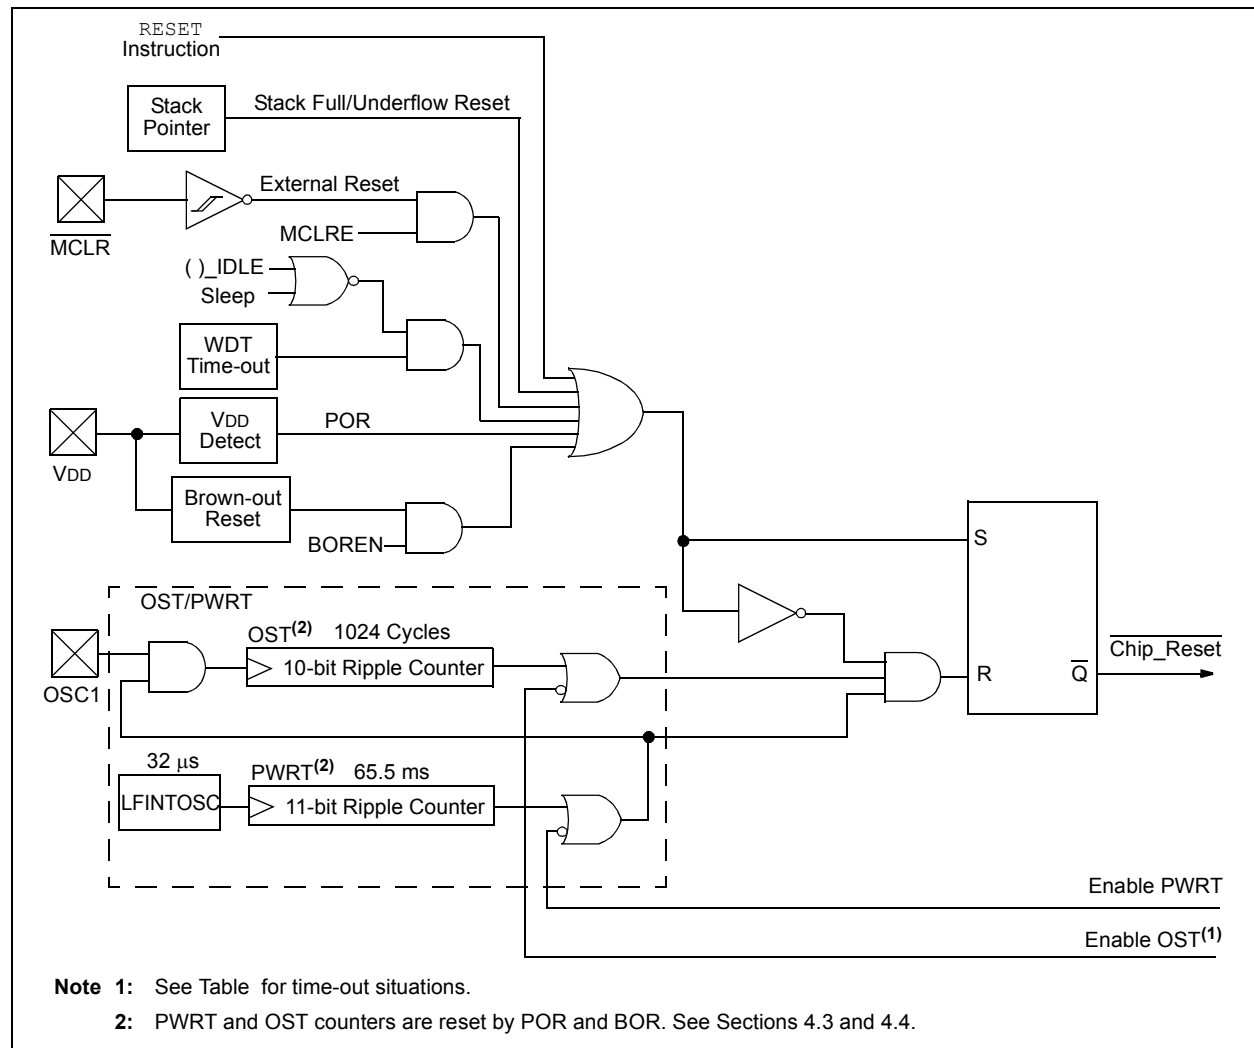 RESET
Instruction
Stack
Pointer
Stack Full/Underflow Reset
External Reset
MCLR
MCLRE
( )_IDLE
Sleep
WDT
Time-out
VDD
Detect
POR
VDD
Brown-out
Reset
BOREN
S
OST/PWRT
OST(2) 1024 Cycles
10-bit Ripple Counter
OSC1
Chip_Reset
R
Q
32 μs
PWRT(2) 65.5 ms
LFINTOSC
11-bit Ripple Counter
Enable PWRT
Enable OST(1)
Note 1: See Table for time-out situations.
2: PWRT and OST counters are reset by POR and BOR. See Sections 4.3 and 4.4.